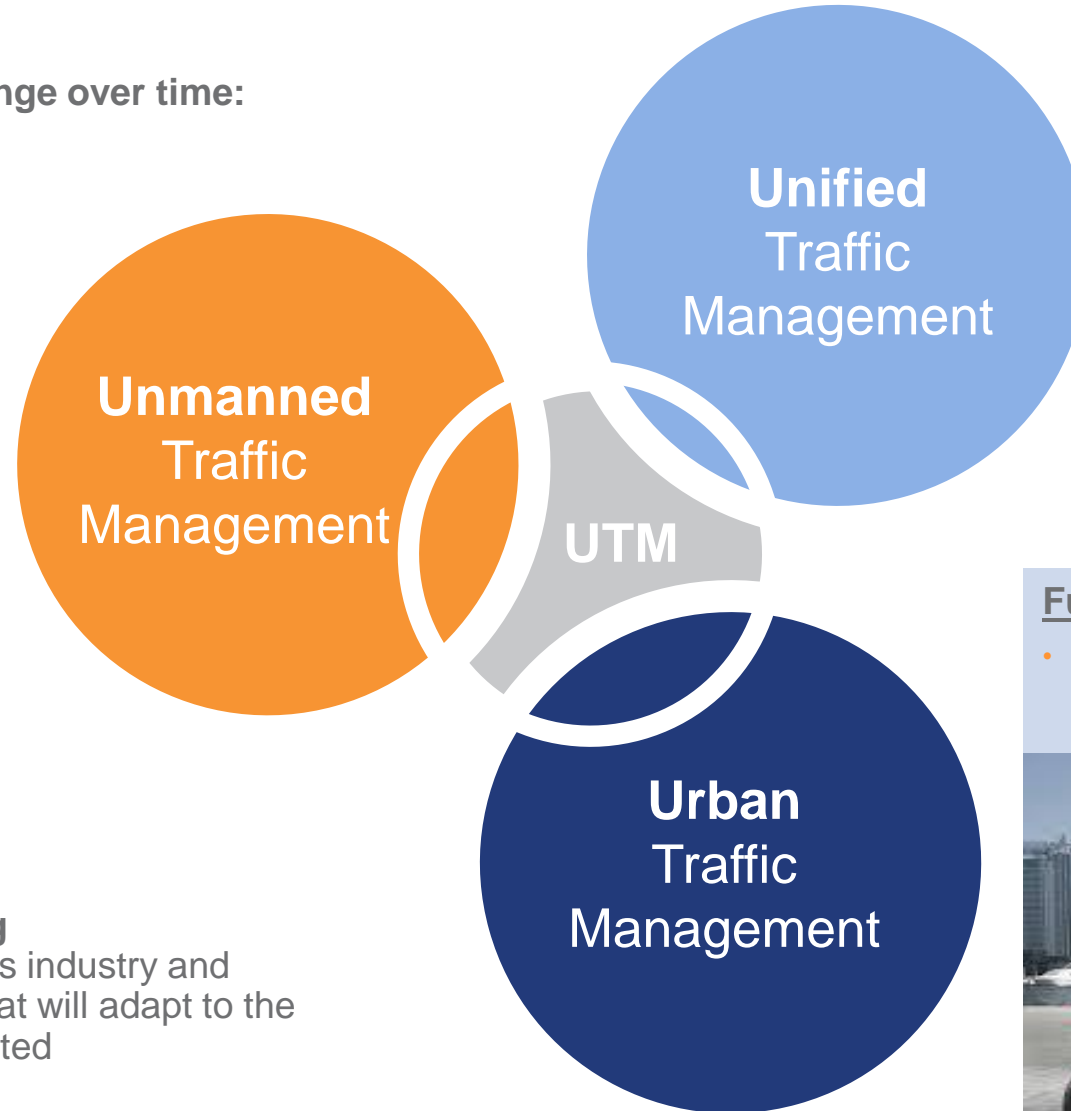 nge over time:
Unified
Traffic
Management
Unmanned
Traffic
Management
UTM
Fu
•
Urban
Traffic
Management
g
s industry and
at will adapt to the
ted